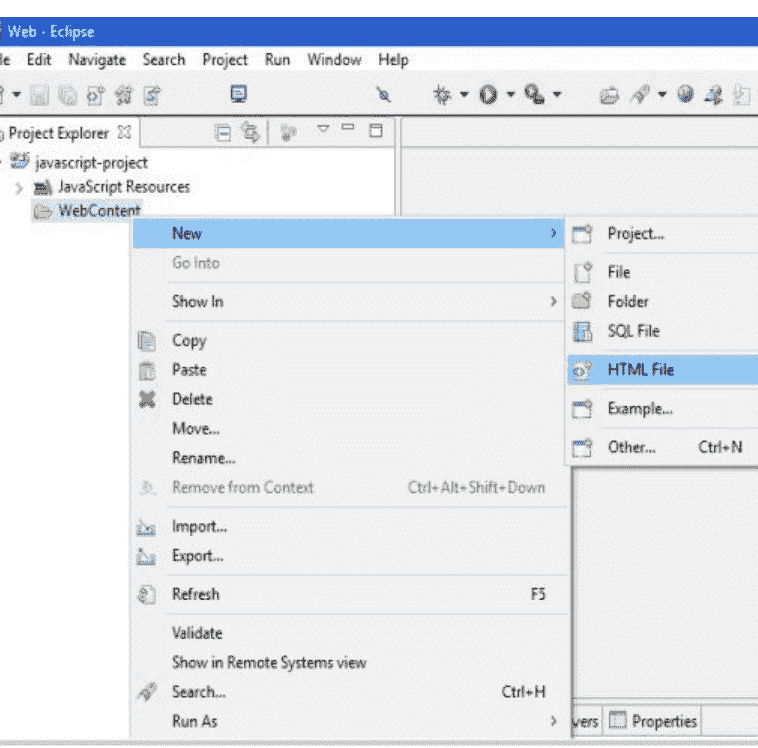 Web - Eclipse
le Edit Navigate Search Project Run Window Help
Project Explorer
javascript-project
JavaScript Resources
WebContent
New
Go Into
Show In
Copy
Paste
Delete
Move...
Rename...
Remove from Context Ctrl+Alt+Shift+Down
Import...
Export...
Refresh F5
Validate
Show in Remote Systems view
Search... Ctrl+H
Run As
Project...
File
Folder
SQL File
HTML File
Example...
Other... Ctrl+N
vers Properties